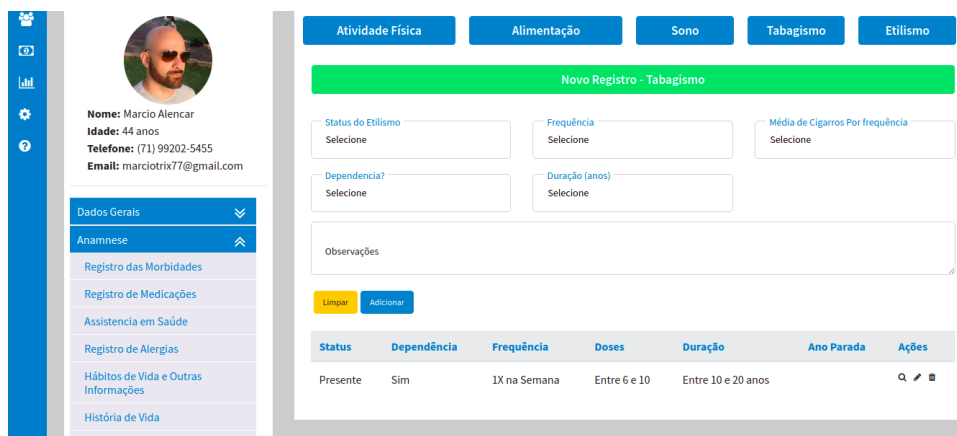 Nome: Marcio Alencar
Idade: 44 anos
Telefone: (71) 99202-5455
Email: marciotrix77@gmail.com
Dados Gerais
Anamnese
Registro das Morbidades
Registro de Medicações
Assistencia em Saúde
Registro de Alergias
Hábitos de Vida e Outras
Informações
História de Vida
Atividade Física
Alimentação
Sono
Tabagismo
Etilismo
Novo Registro - Tabagismo
Status do Etilismo
Selecione
Frequência
Selecione
Média de Cigarros Por frequência
Selecione
Dependencia?
Selecione
Duração (anos)
Selecione
Observações
Limpar
Adicionar
Status Dependência Frequência Doses Duração Ano Parada Ações
Presente Sim 1X na Semana Entre 6 e 10 Entre 10 e 20 anos